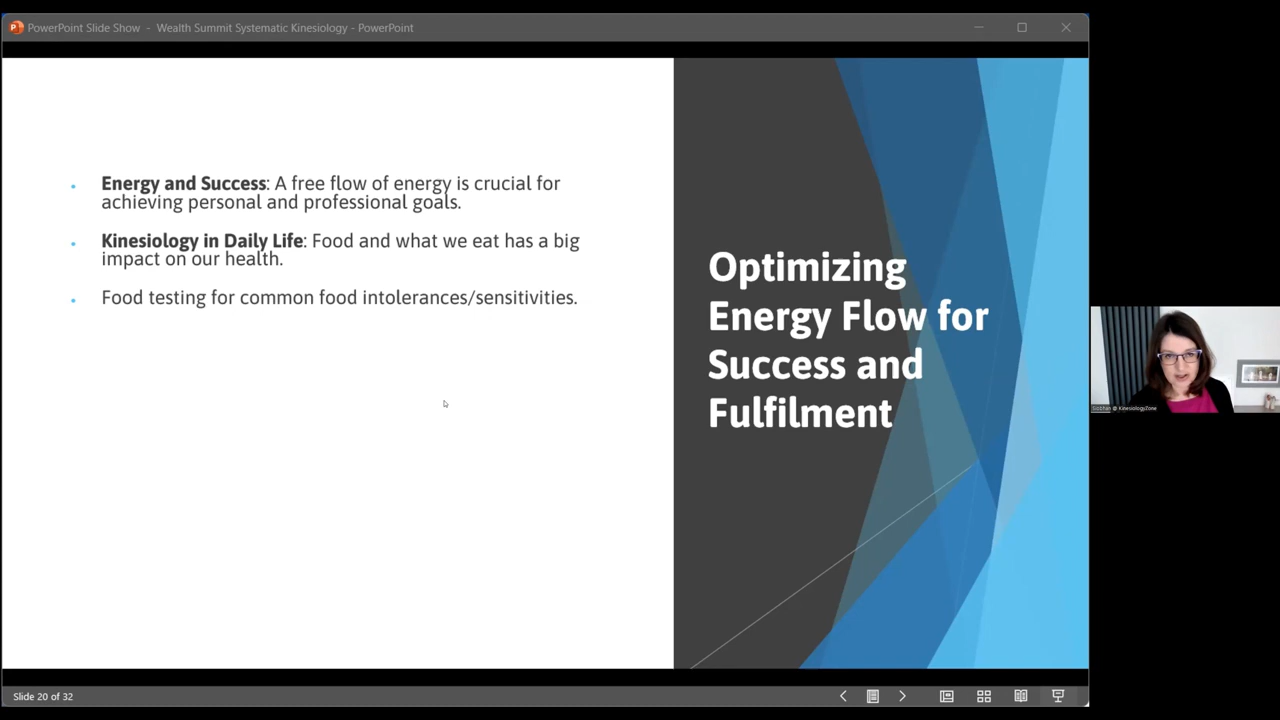 PowerPoint Slide Show - Wealth Summit Systematic Kinesiology - PowerPoint
Energy and Success: A free flow of energy is crucial for
achieving personal and professional goals.
Kinesiology in Daily Life: Food and what we eat has a big
impact on our health.
Food testing for common food intolerances/sensitivities.
Optimizing
Energy Flow for
Success and
Fulfilment
Siobhan @ KinesiologyZone
Slide 20 of 32